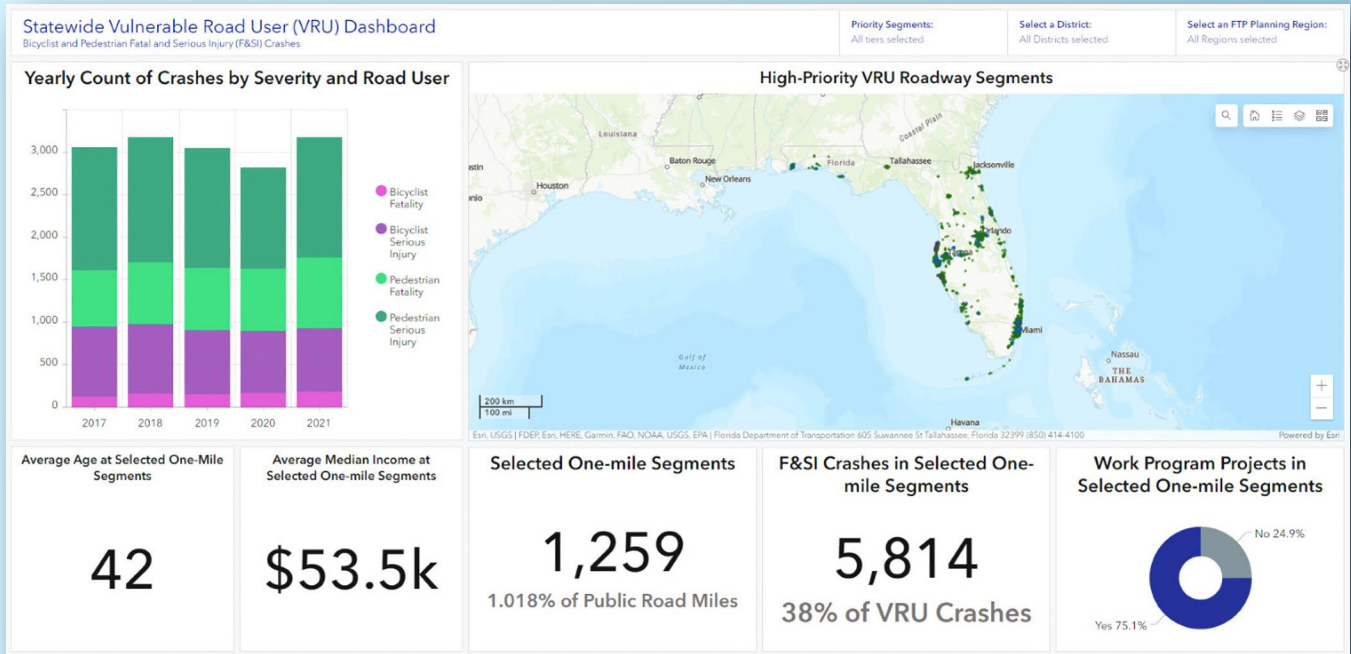 Statewide Vulnerable Road User (VRU) Dashboard
Bicyclist and Pedestrian Fatal and Serious Injury (F&SI) Crashes
Priority Segments:
All tiers selected
Select a District:
All Districts selected
Select an FTP Planning Region:
All Regions selected
Yearly Count of Crashes by Severity and Road User
3,000
2,500
2,000
1,500
1,000
500
0
2017
2018
2019
2020
2021
Bicyclist
Fatality
Bicyclist
Serious
Injury
Pedestrian
Fatality
Pedestrian
Serious
Injury
High-Priority VRU Roadway Segments
Louisiana
Baton Rouge
New Orleans
Houston
Coastal Plain
Florida
Tallahassee
Jacksonville
Orlando
Miami
Gulf of
Mexico
Nassau
THE
BAHAMAS
Havana
200 km
100 mi
+
−
Esri, USGS | FDEP, Esri, HERE, Garmin, FAO, NOAA, USGS, EPA | Florida Department of Transportation 605 Suwannee St Tallahassee, Florida 32399 (850) 414-4100
Powered by Esri
Average Age at Selected One-Mile
Segments
42
Average Median Income at
Selected One-mile Segments
$53.5k
Selected One-mile Segments
1,259
1.018% of Public Road Miles
F&SI Crashes in Selected One-
mile Segments
5,814
38% of VRU Crashes
Work Program Projects in
Selected One-mile Segments
No 24.9%
Yes 75.1%